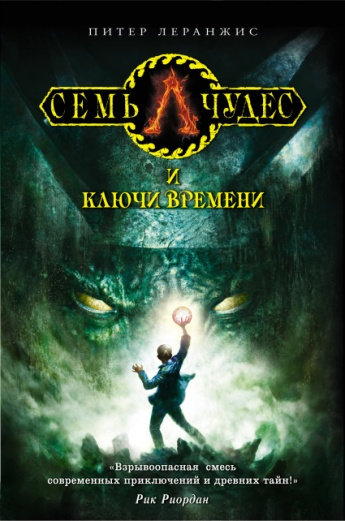 ПИТЕР ЛЕРАНЖИС
СЕМЬ Λ ЧУДЕС
И
КЛЮЧИ ВРЕМЕНИ
«Взрывоопасная смесь
современных приключений и древних тайн!»
Рик Риордан